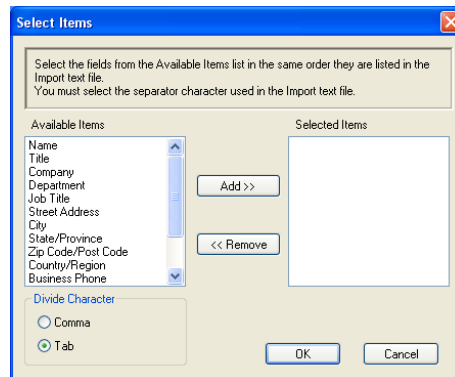 Select Items
Select the fields from the Available Items list in the same order they are listed in the
Import text file.
You must select the separator character used in the Import text file.
Available Items
Selected Items
Name
Title
Company
Department
Job Title
Street Address
City
State/Province
Zip Code/Post Code
Country/Region
Business Phone
Add >>
<< Remove
Divide Character
Comma
Tab
OK
Cancel